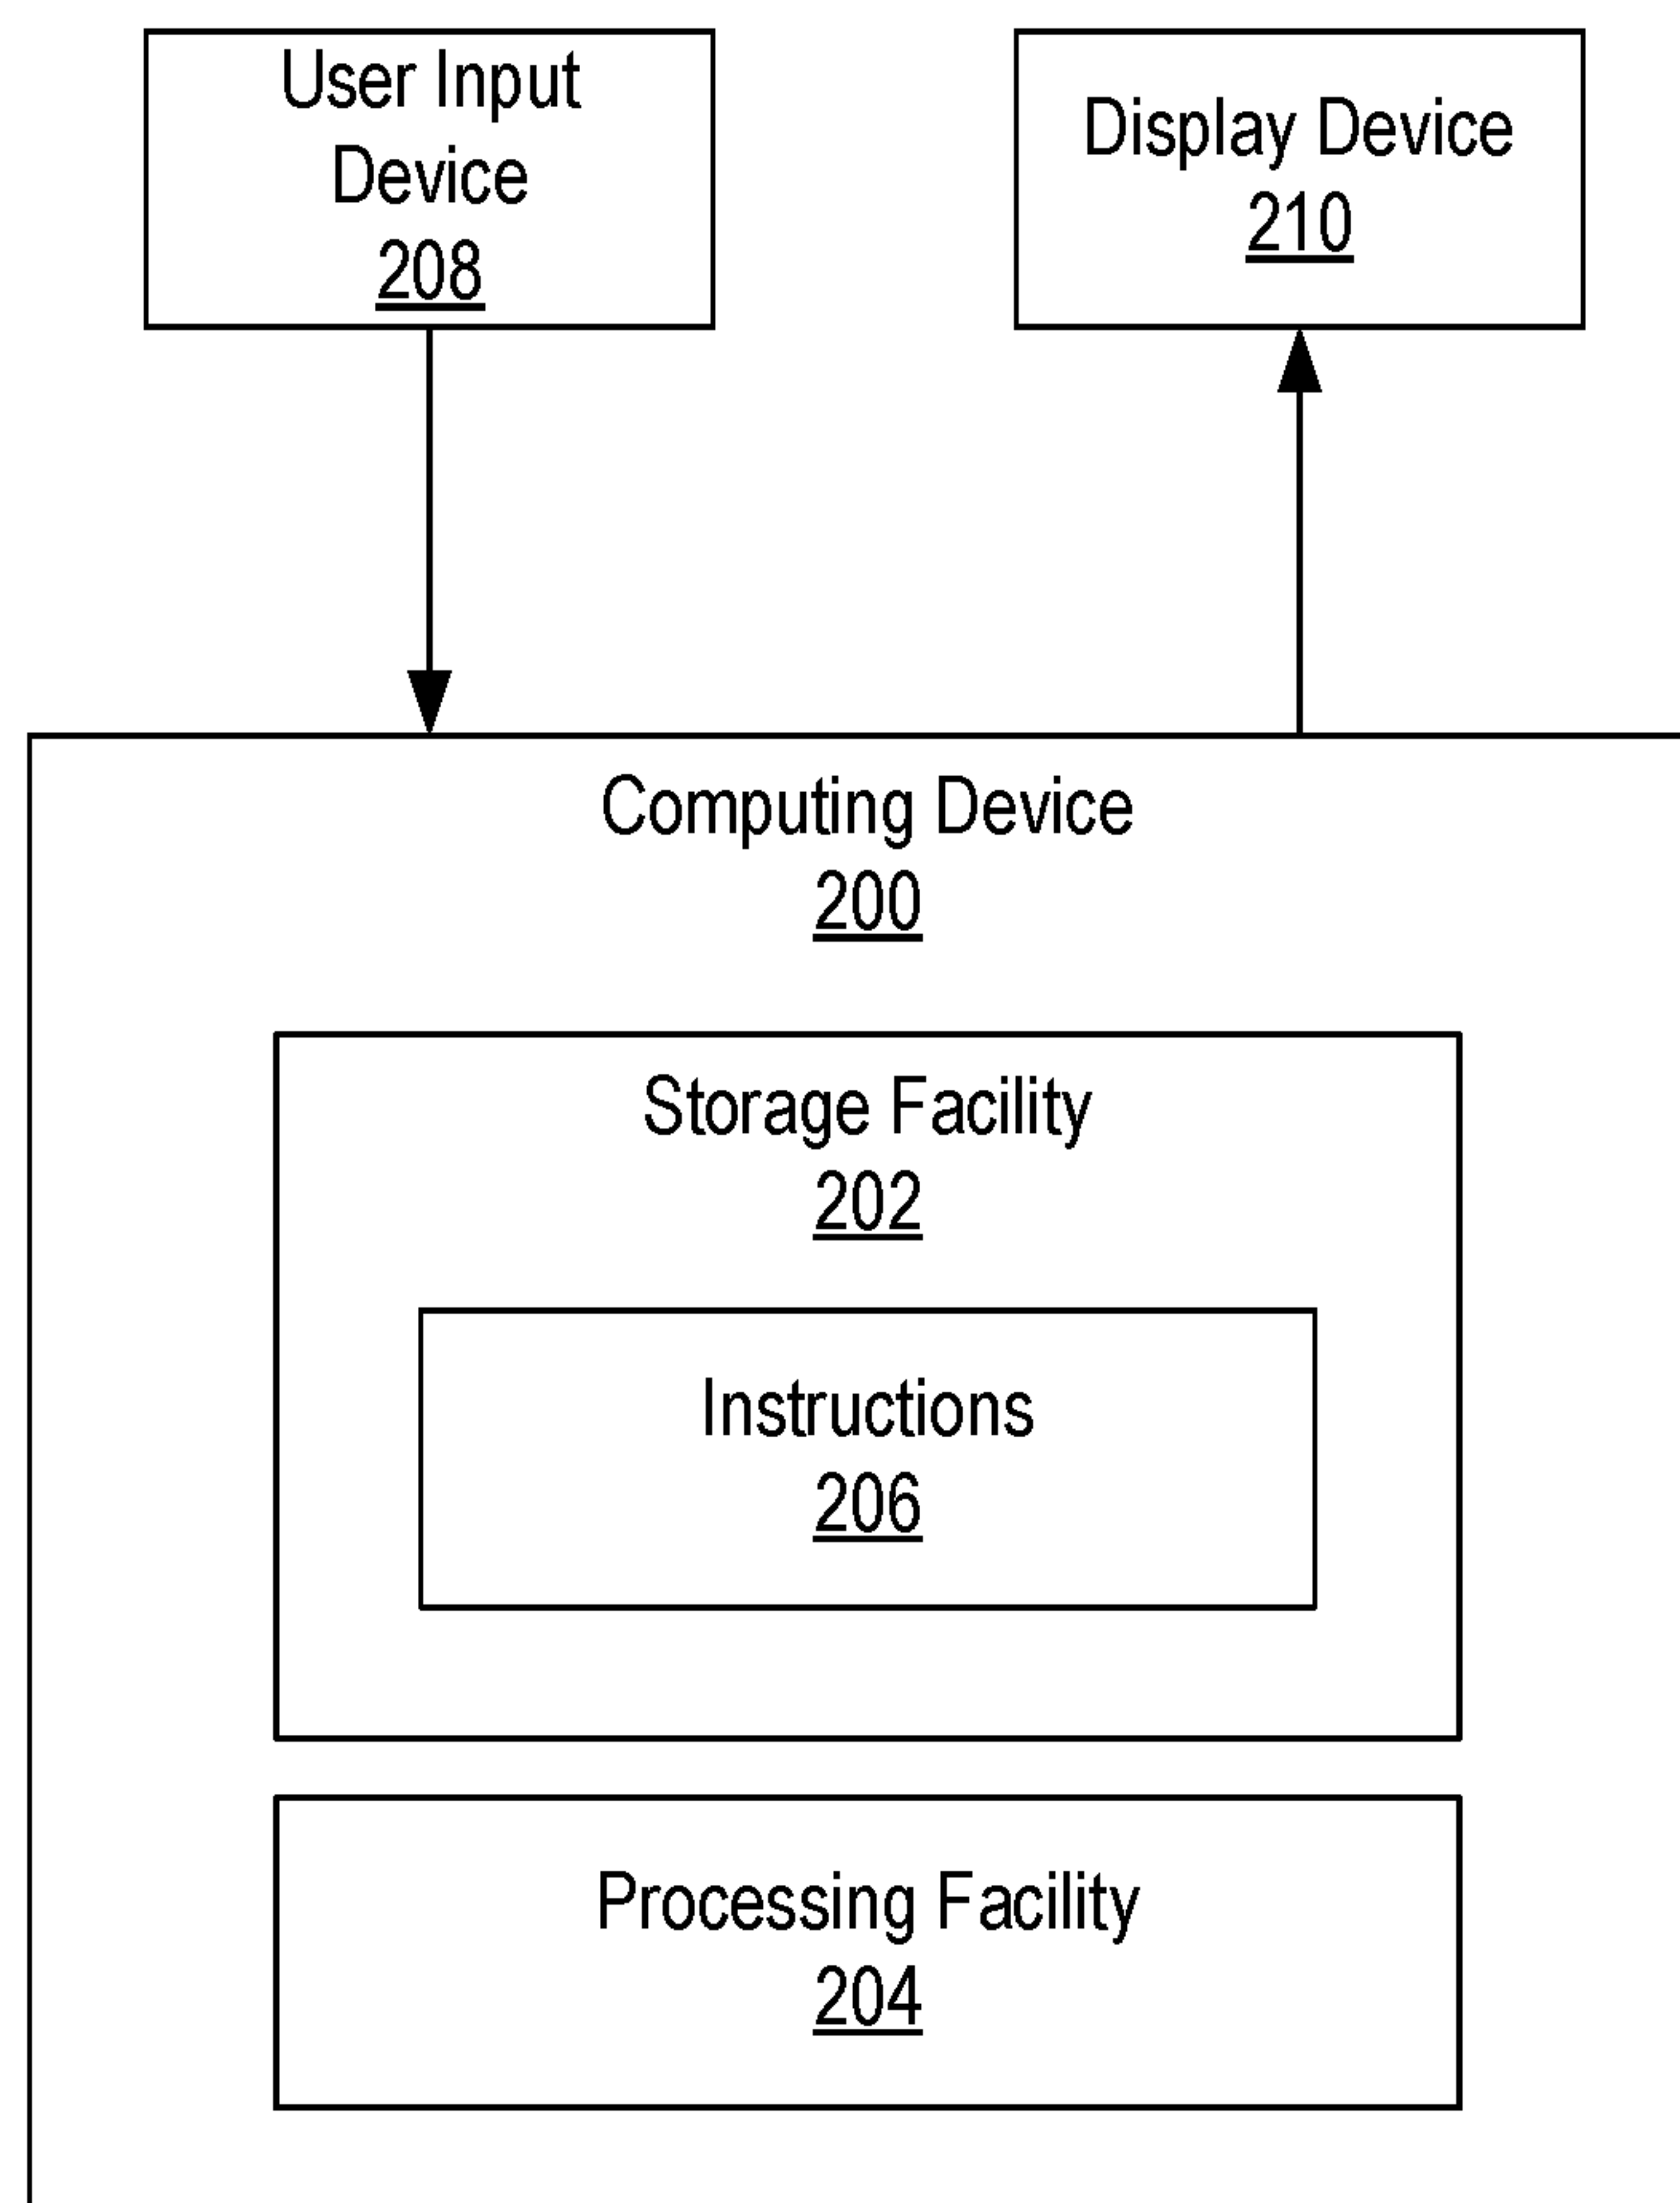 User Input
Device
208
Display Device
210
Computing Device
200
Storage Facility
202
Instructions
206
Processing Facility
204